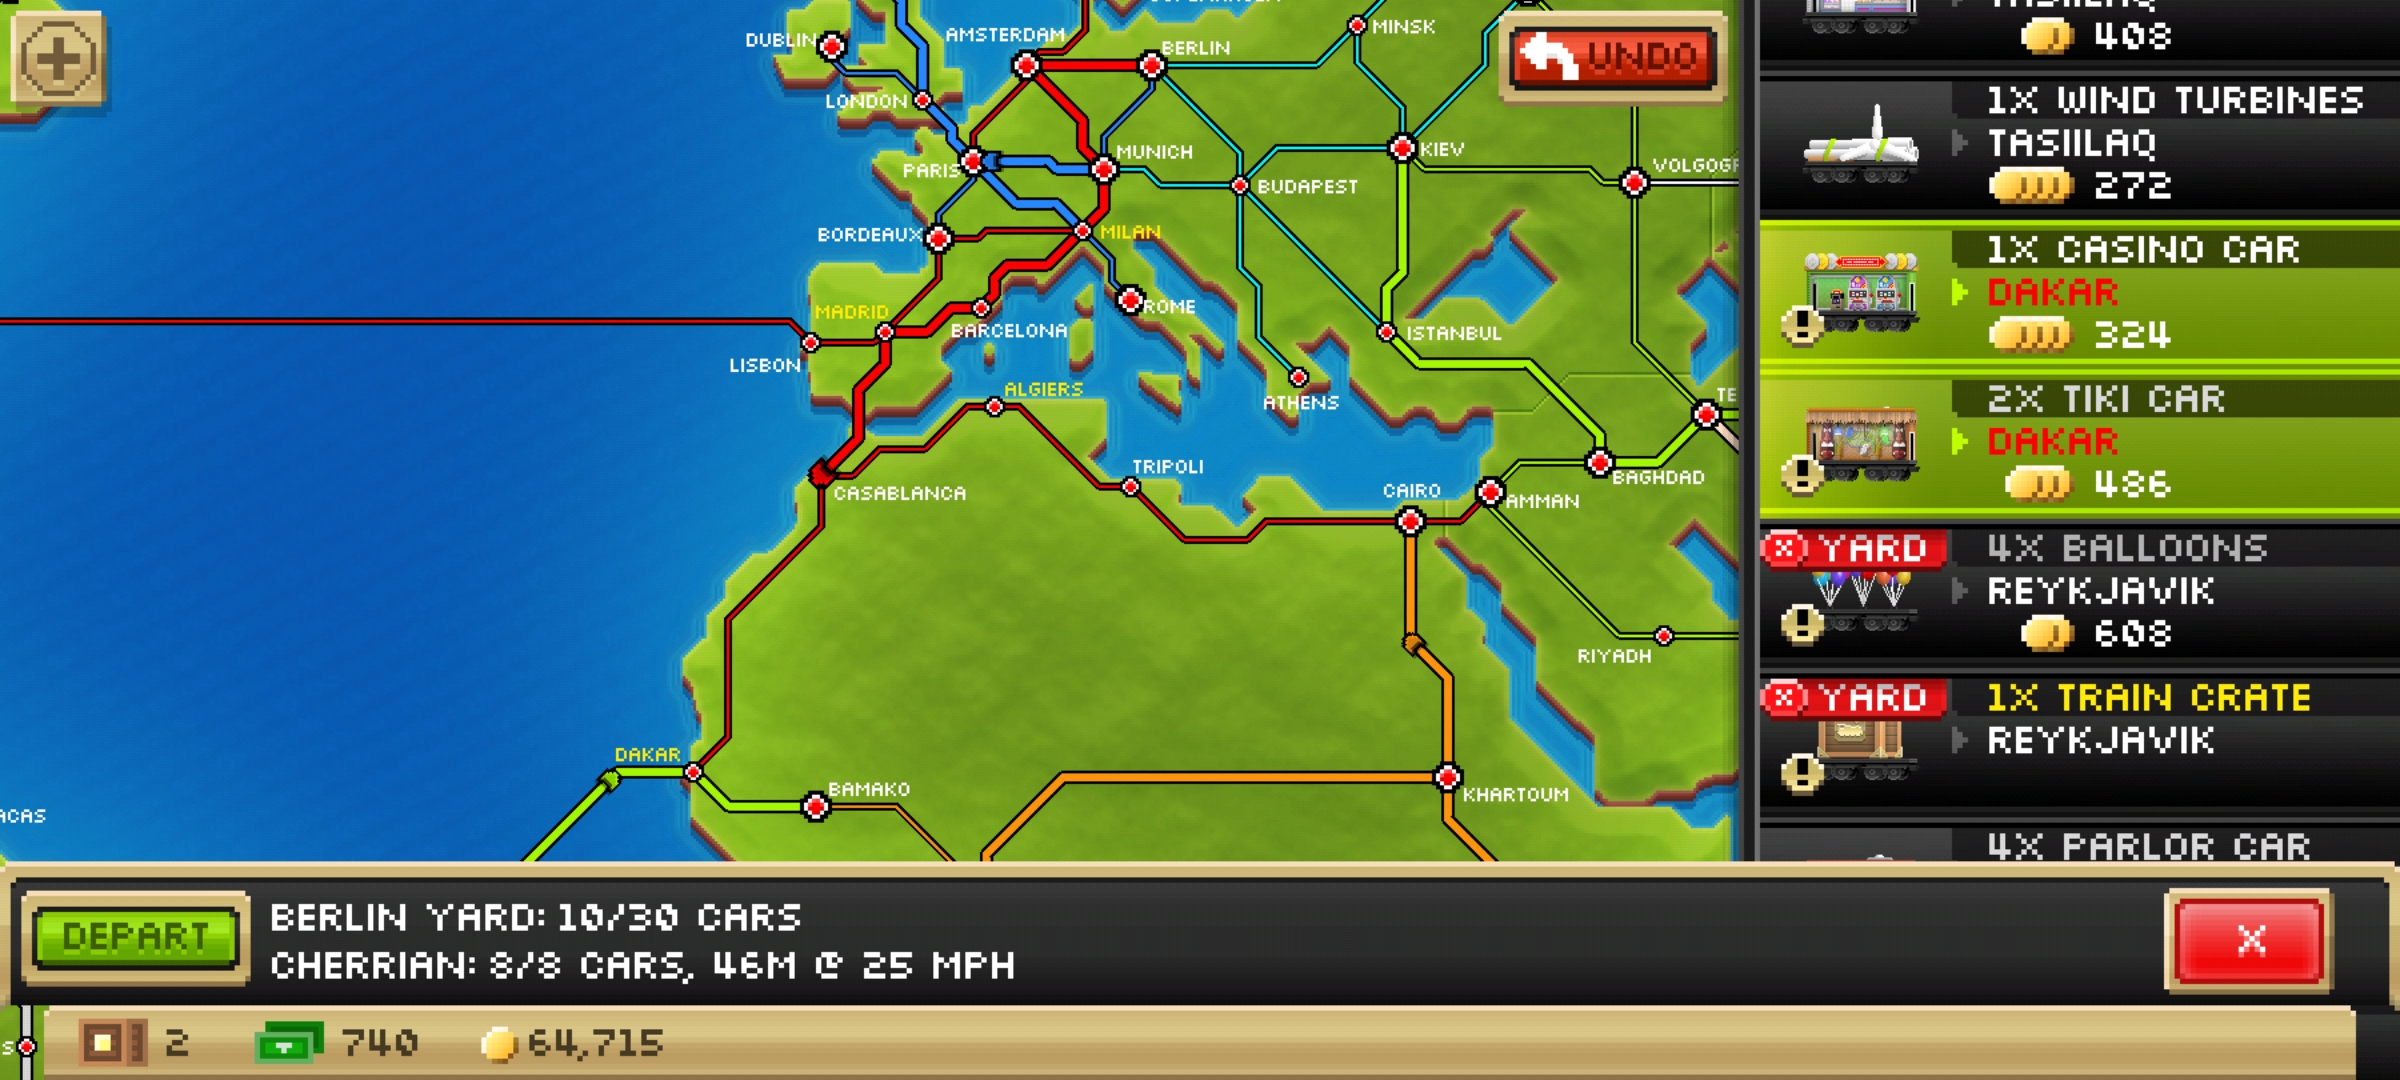 DUBLIN
AMSTERDAM
BERLIN
MINSK
UNDO
LONDON
PARIS
MUNICH
KIEV
BUDAPEST
BORDEAUX
MILAN
MADRID
ROME
BARCELONA
ISTANBUL
LISBON
ALGIERS
ATHENS
TE
TRIPOLI
CASABLANCA
CAIRO
AMMAN
BAGHDAD
RIYADH
DAKAR
BAMAKO
KHARTOUM
ACAS
408
1X WIND TURBINES
TASIILAQ
272
1X CASINO CAR
DAKAR
324
2X TIKI CAR
DAKAR
486
YARD 4X BALLOONS
REYKJAVIK
608
YARD 1X TRAIN CRATE
REYKJAVIK
4X PARLOR CAR
DEPART
BERLIN YARD: 10/30 CARS
CHERRIAN: 8/8 CARS, 46M @ 25 MPH
X
S
2 740 64,715